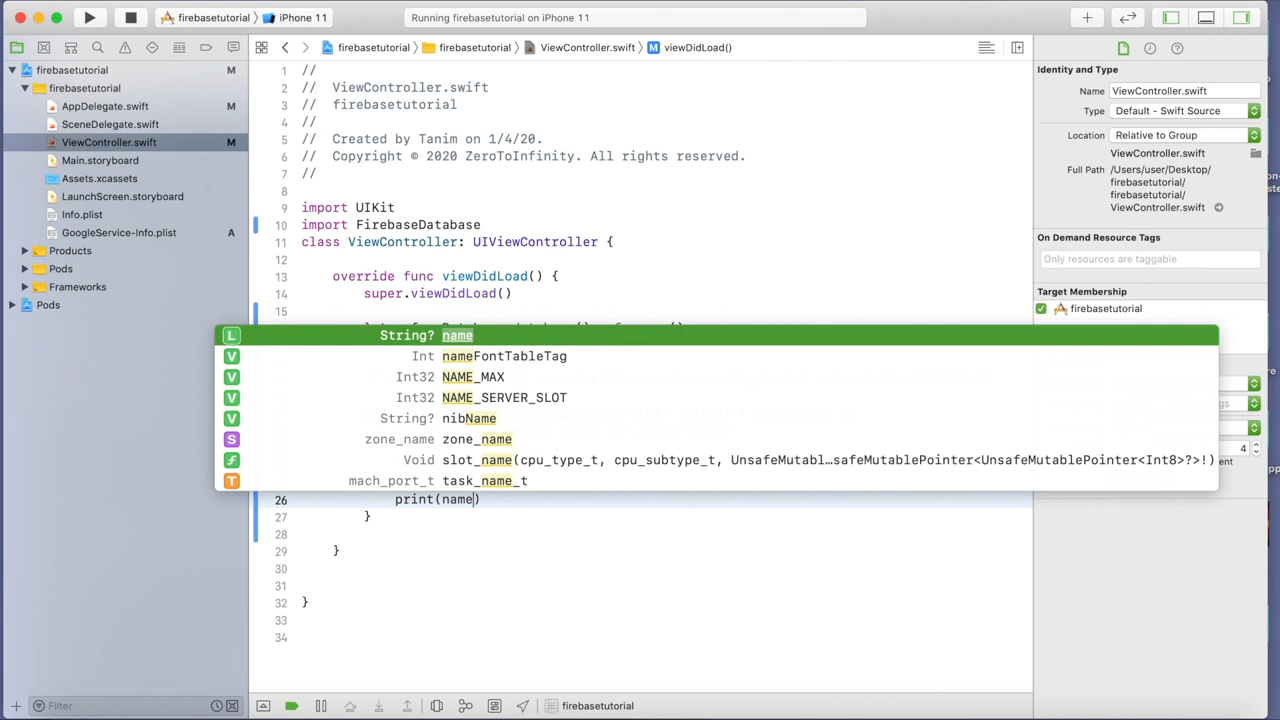 firebasetutorial
iPhone 11
Running firebasetutorial on iPhone 11
firebasetutorial
firebasetutorial
ViewController.swift
M
viewDidLoad()
firebasetutorial M
firebasetutorial
AppDelegate.swift M
SceneDelegate.swift
ViewController.swift M
Main.storyboard
Assets.xcassets
LaunchScreen.storyboard
Info.plist
GoogleService-Info.plist A
Products
Pods
Frameworks
Pods
Filter
1 //
2 // ViewController.swift
3 // firebasetutorial
4 //
5 // Created by Tanim on 1/4/20.
6 // Copyright © 2020 ZeroToInfinity. All rights reserved.
7 //
8
9 import UIKit
10 import FirebaseDatabase
11 class ViewController: UIViewController {
12
13 override func viewDidLoad() {
14 super.viewDidLoad()
15
L String? name
V Int nameFontTableTag
V Int32 NAME_MAX
V Int32 NAME_SERVER_SLOT
V String? nibName
S zone_name zone_name
f Void slot_name(cpu_type_t, cpu_subtype_t, UnsafeMutabl…safeMutablePointer<UnsafeMutablePointer<Int8>?>!)
T mach_port_t task_name_t
26 print(name)
27 }
28
29 }
30
31
32 }
33
34
firebasetutorial
Identity and Type
Name ViewController.swift
Type Default - Swift Source
Location Relative to Group
ViewController.swift
Full Path /Users/user/Desktop/
firebasetutorial/
firebasetutorial/
ViewController.swift
On Demand Resource Tags
Only resources are taggable
Target Membership
firebasetutorial
4